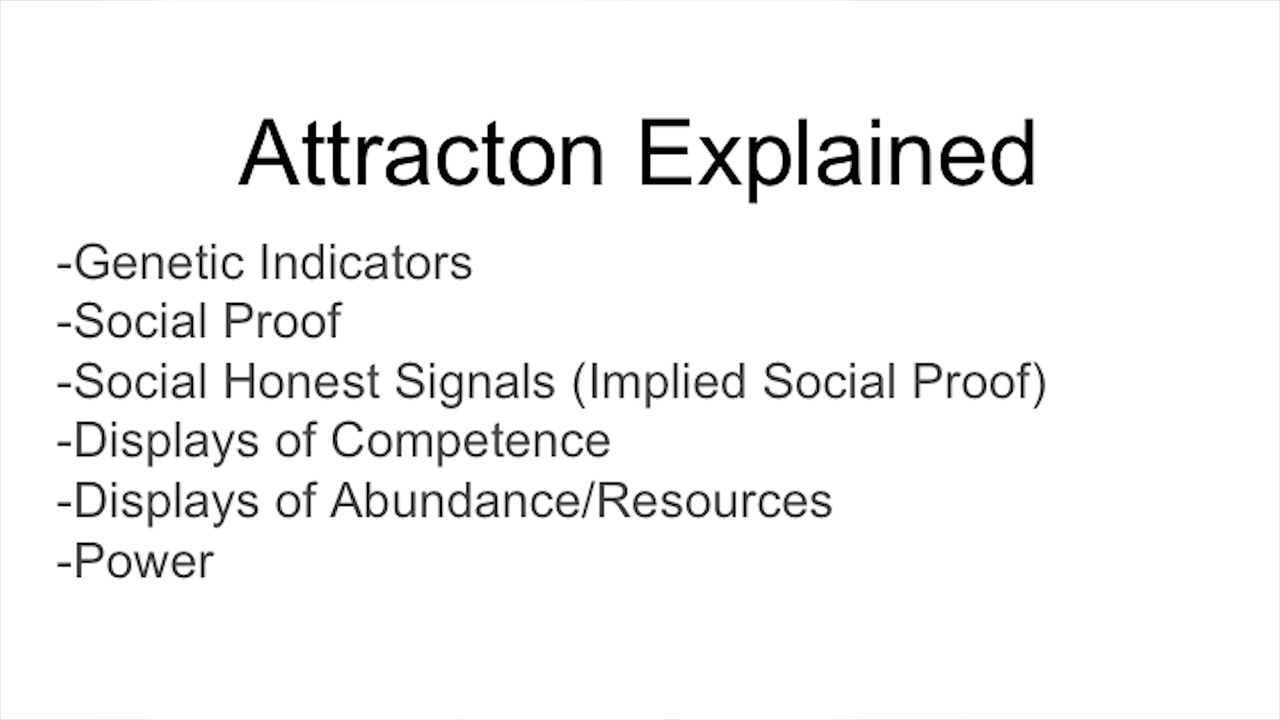 Attracton Explained
-Genetic Indicators
-Social Proof
-Social Honest Signals (Implied Social Proof)
-Displays of Competence
-Displays of Abundance/Resources
-Power